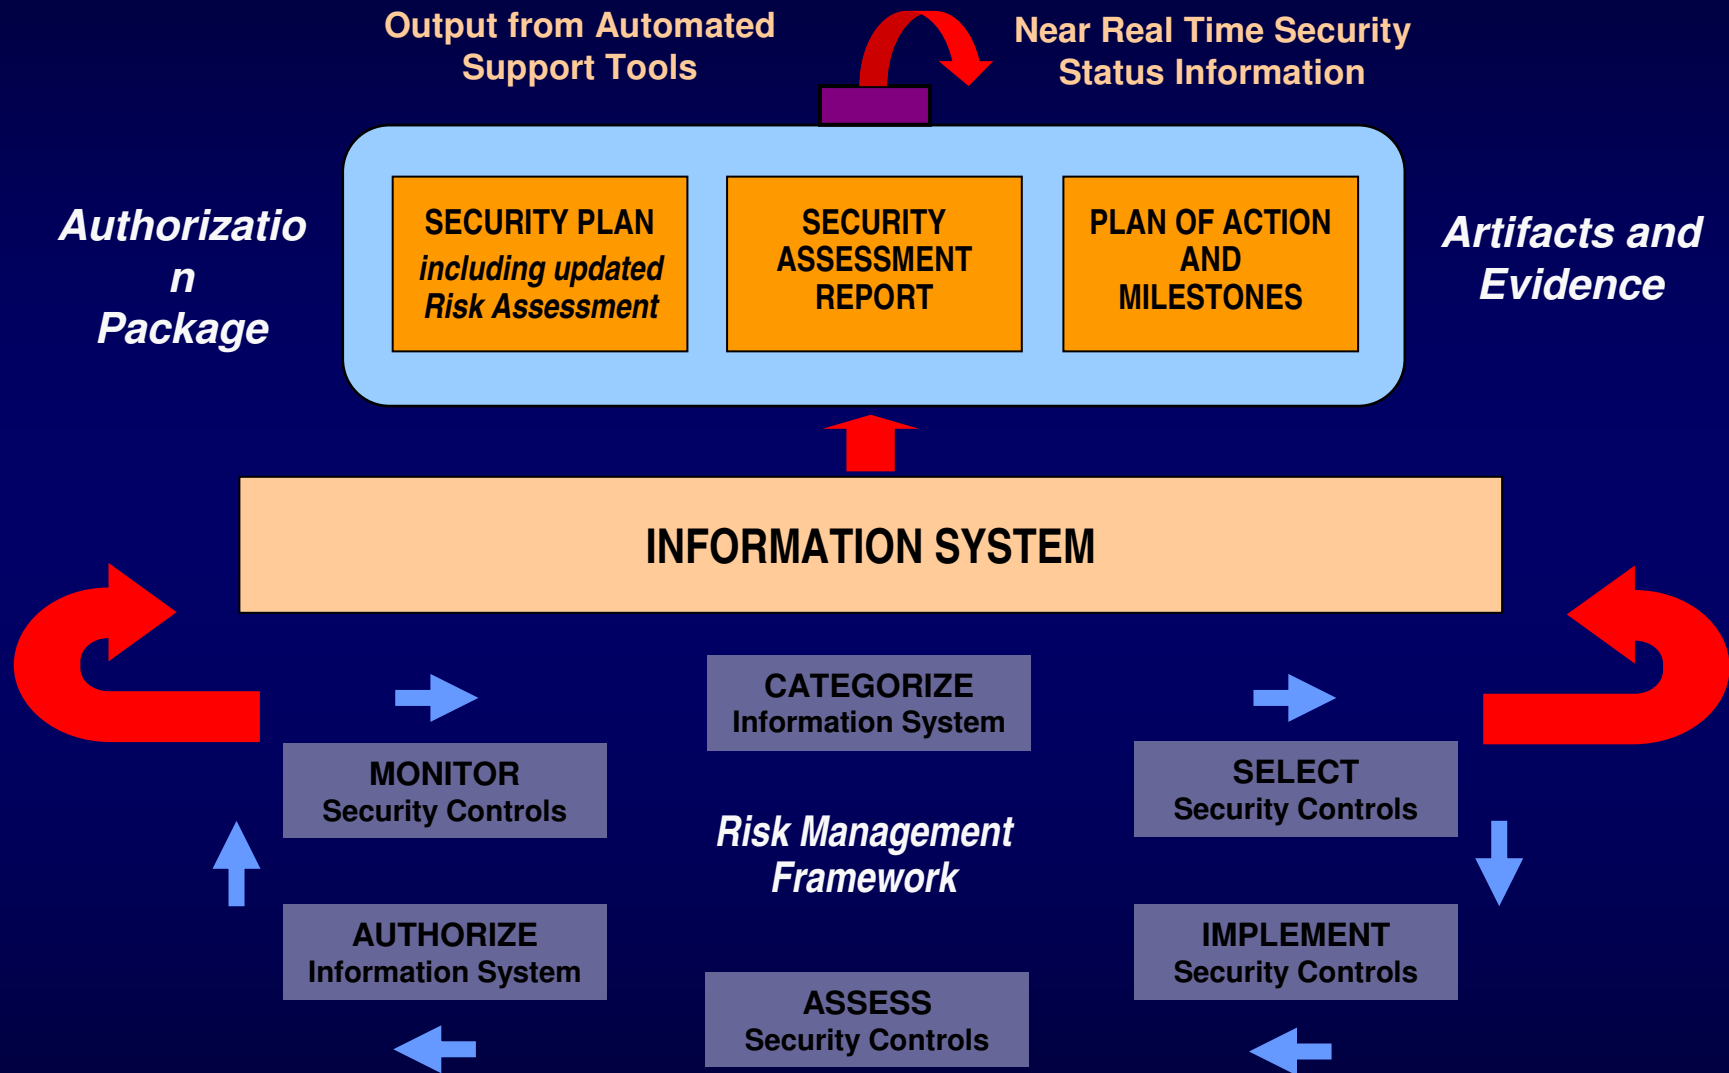 Output from Automated
Support Tools
Near Real Time Security
Status Information
Authorizatio
n
Package
SECURITY PLAN
including updated
Risk Assessment
SECURITY
ASSESSMENT
REPORT
PLAN OF ACTION
AND
MILESTONES
Artifacts and
Evidence
INFORMATION SYSTEM
CATEGORIZE
Information System
MONITOR
Security Controls
SELECT
Security Controls
Risk Management
Framework
AUTHORIZE
Information System
IMPLEMENT
Security Controls
ASSESS
Security Controls